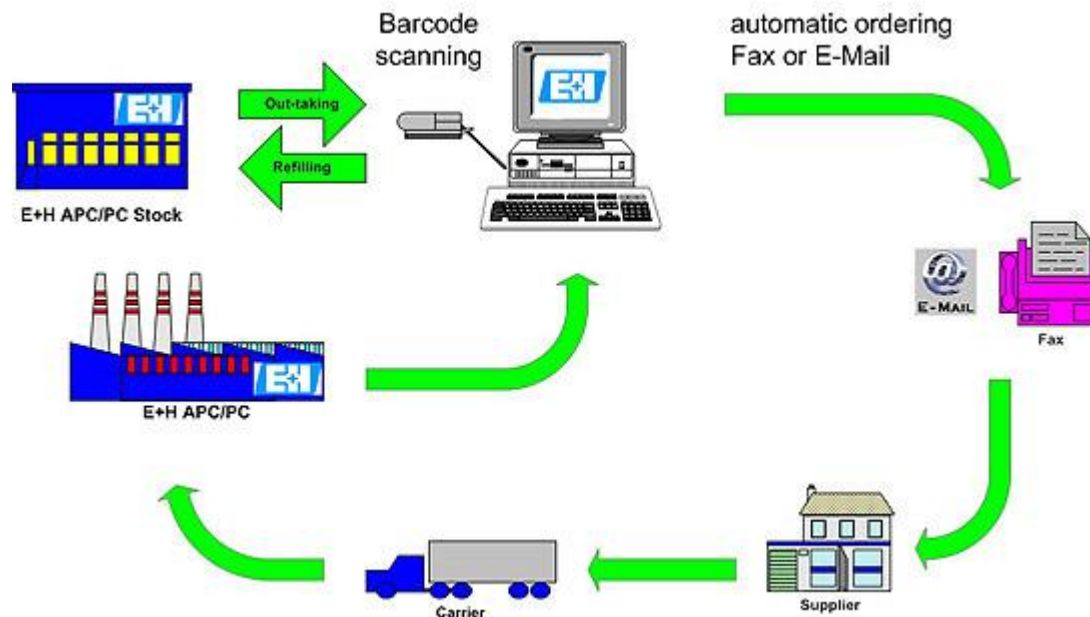 Barcode
scanning
automatic ordering
Fax or E-Mail
E+H
E+H
Out-taking
Refilling
E+H APC/PC Stock
@
E-MAIL
Fax
E+H
E+H APC/PC
Carrier
Supplier